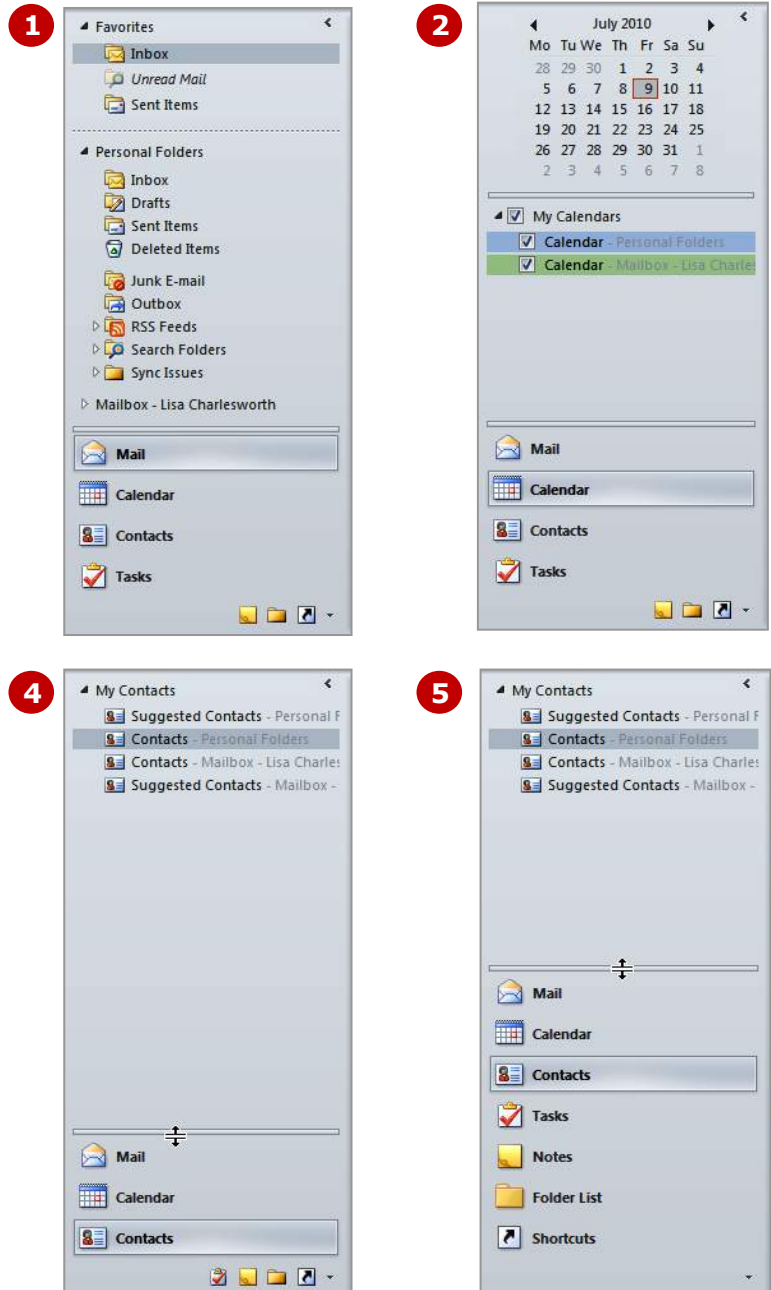 1
Favorites
Inbox
Unread Mail
Sent Items
Personal Folders
Inbox
Drafts
Sent Items
Deleted Items
Junk E-mail
Outbox
RSS Feeds
Search Folders
Sync Issues
Mailbox - Lisa Charlesworth
Mail
Calendar
Contacts
Tasks
2
July 2010
Mo Tu We Th Fr Sa Su
28 29 30 1 2 3 4
5 6 7 8 9 10 11
12 13 14 15 16 17 18
19 20 21 22 23 24 25
26 27 28 29 30 31 1
2 3 4 5 6 7 8
My Calendars
Calendar - Personal Folders
Calendar - Mailbox - Lisa Charles
Mail
Calendar
Contacts
Tasks
4
My Contacts
Suggested Contacts - Personal F
Contacts - Personal Folders
Contacts - Mailbox - Lisa Charles
Suggested Contacts - Mailbox -
Mail
Calendar
Contacts
5
My Contacts
Suggested Contacts - Personal F
Contacts - Personal Folders
Contacts - Mailbox - Lisa Charles
Suggested Contacts - Mailbox -
Mail
Calendar
Contacts
Tasks
Notes
Folder List
Shortcuts